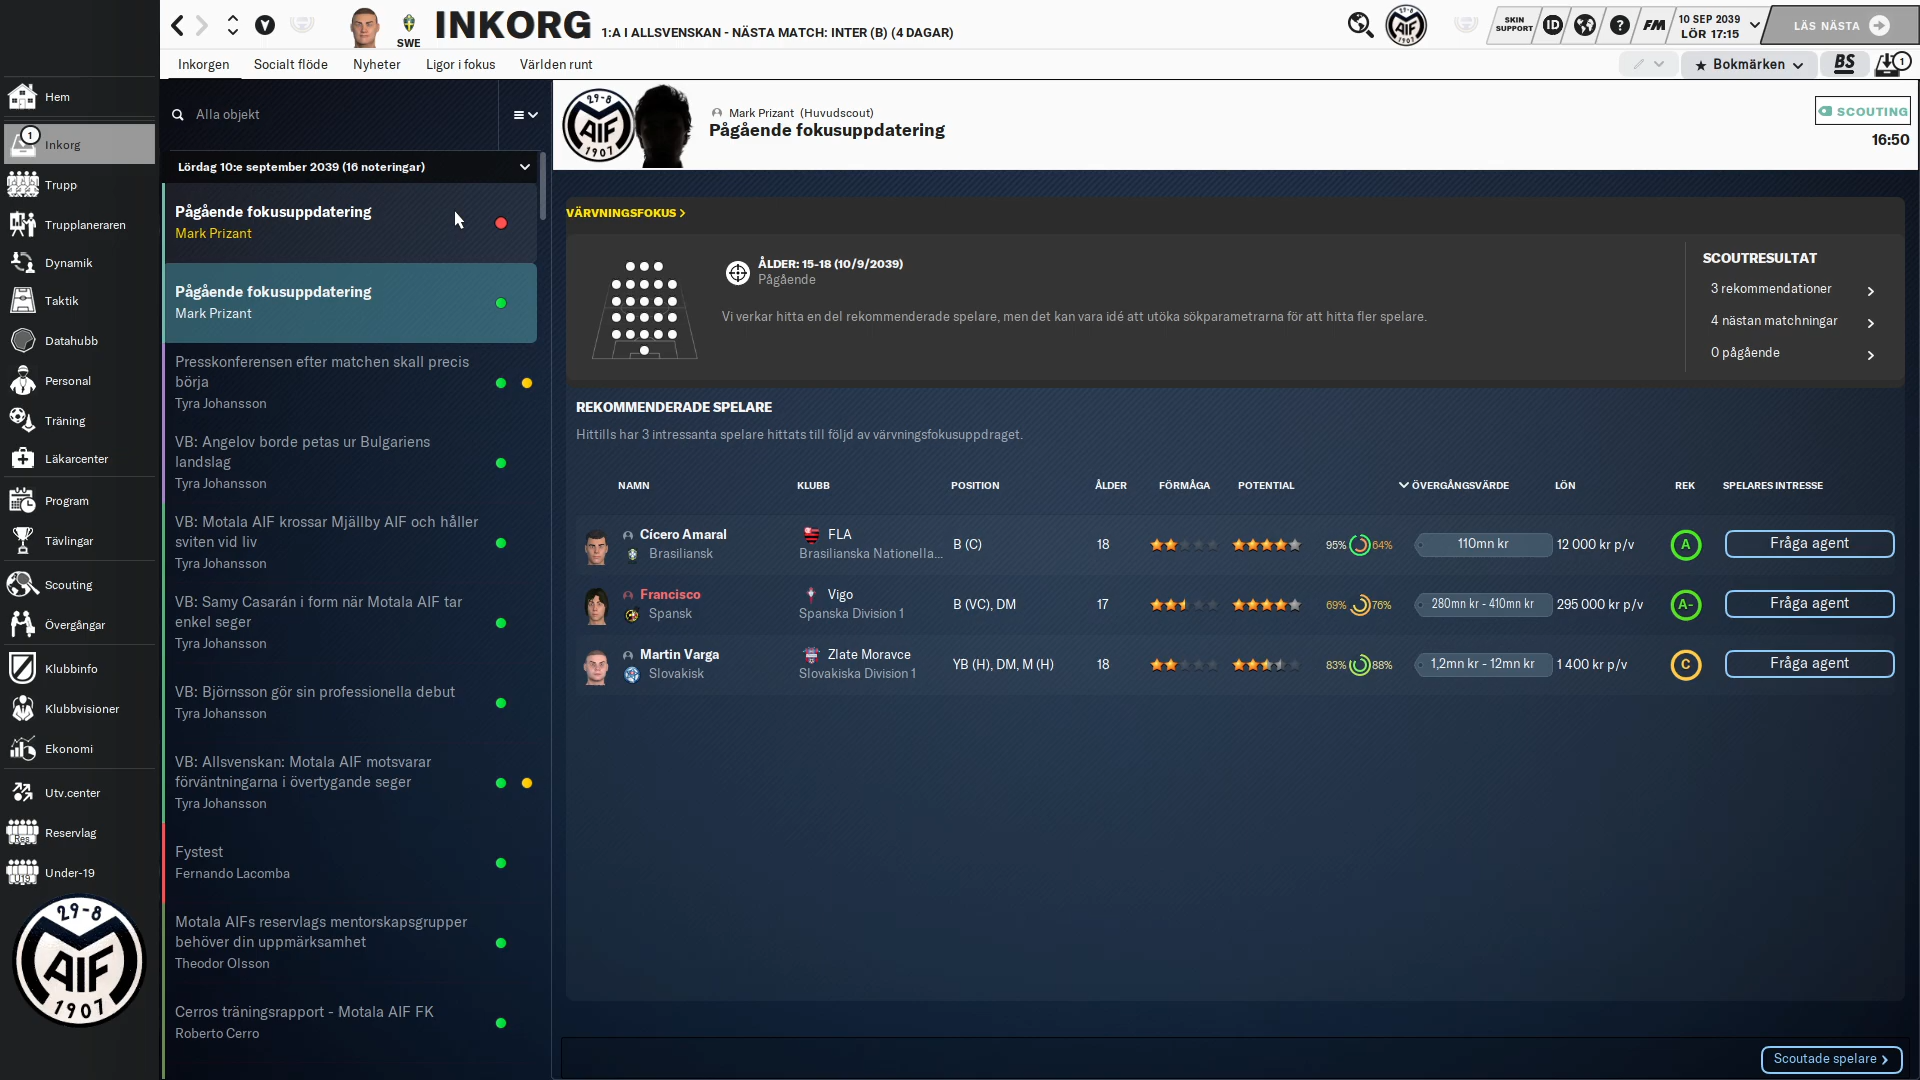 INKORG
SWE
1:A I ALLSVENSKAN - NÄSTA MATCH: INTER (B) (4 DAGAR)
SKIN SUPPORT
ID
FM
10 SEP 2039
LÖR 17:15
LÄS NÄSTA
Inkorgen
Socialt flöde
Nyheter
Ligor i fokus
Världen runt
Bokmärken
BS
1
Hem
1
Inkorg
Trupp
Trupplaneraren
Dynamik
Taktik
Datahubb
Personal
Träning
Läkarcenter
Program
Tävlingar
Scouting
Övergångar
Klubbinfo
Klubbvisioner
Ekonomi
Utv.center
Reservlag
Under-19
29-8
AIF
1907
Alla objekt
Lördag 10:e september 2039 (16 noteringar)
Pågående fokusuppdatering
Mark Prizant
Pågående fokusuppdatering
Mark Prizant
Presskonferensen efter matchen skall precis
börja
Tyra Johansson
VB: Angelov borde petas ur Bulgariens
landslag
Tyra Johansson
VB: Motala AIF krossar Mjällby AIF och håller
sviten vid liv
Tyra Johansson
VB: Samy Casarán i form när Motala AIF tar
enkel seger
Tyra Johansson
VB: Björnsson gör sin professionella debut
Tyra Johansson
VB: Allsvenskan: Motala AIF motsvarar
förväntningarna i övertygande seger
Tyra Johansson
Fystest
Fernando Lacomba
Motala AIFs reservlags mentorskapsgrupper
behöver din uppmärksamhet
Theodor Olsson
Cerros träningsrapport - Motala AIF FK
Roberto Cerro
29-8
AIF
1907
Mark Prizant (Huvudscout)
Pågående fokusuppdatering
SCOUTING
16:50
VÄRVNINGSFOKUS >
ÅLDER: 15-18 (10/9/2039)
Pågående
Vi verkar hitta en del rekommenderade spelare, men det kan vara idé att utöka sökparametrarna för att hitta fler spelare.
SCOUTRESULTAT
3 rekommendationer
4 nästan matchningar
0 pågående
REKOMMENDERADE SPELARE
Hittills har 3 intressanta spelare hittats till följd av värvningsfokusuppdraget.
NAMN KLUBB POSITION ÅLDER FÖRMÅGA POTENTIAL ÖVERGÅNGSVÄRDE LÖN REK SPELARES INTRESSE
Cícero Amaral FLA B (C) 18 95% 64% 110mn kr 12 000 kr p/v A Fråga agent
Brasiliansk Brasilianska Nationella...
Francisco Vigo B (VC), DM 17 69% 76% 280mn kr - 410mn kr 295 000 kr p/v A- Fråga agent
Spansk Spanska Division 1
Martin Varga Zlate Moravce YB (H), DM, M (H) 18 83% 88% 1,2mn kr - 12mn kr 1 400 kr p/v C Fråga agent
Slovakisk Slovakiska Division 1
Scoutade spelare >